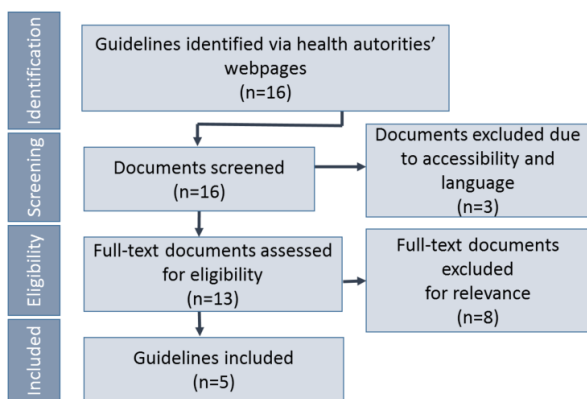 Identification
Guidelines identified via health autorities'
webpages
(n=16)
Screening
Documents screened
(n=16)
Documents excluded due
to accessibility and
language
(n=3)
Eligibility
Full-text documents assessed
for eligibility
(n=13)
Full-text documents
excluded
for relevance
(n=8)
Included
Guidelines included
(n=5)